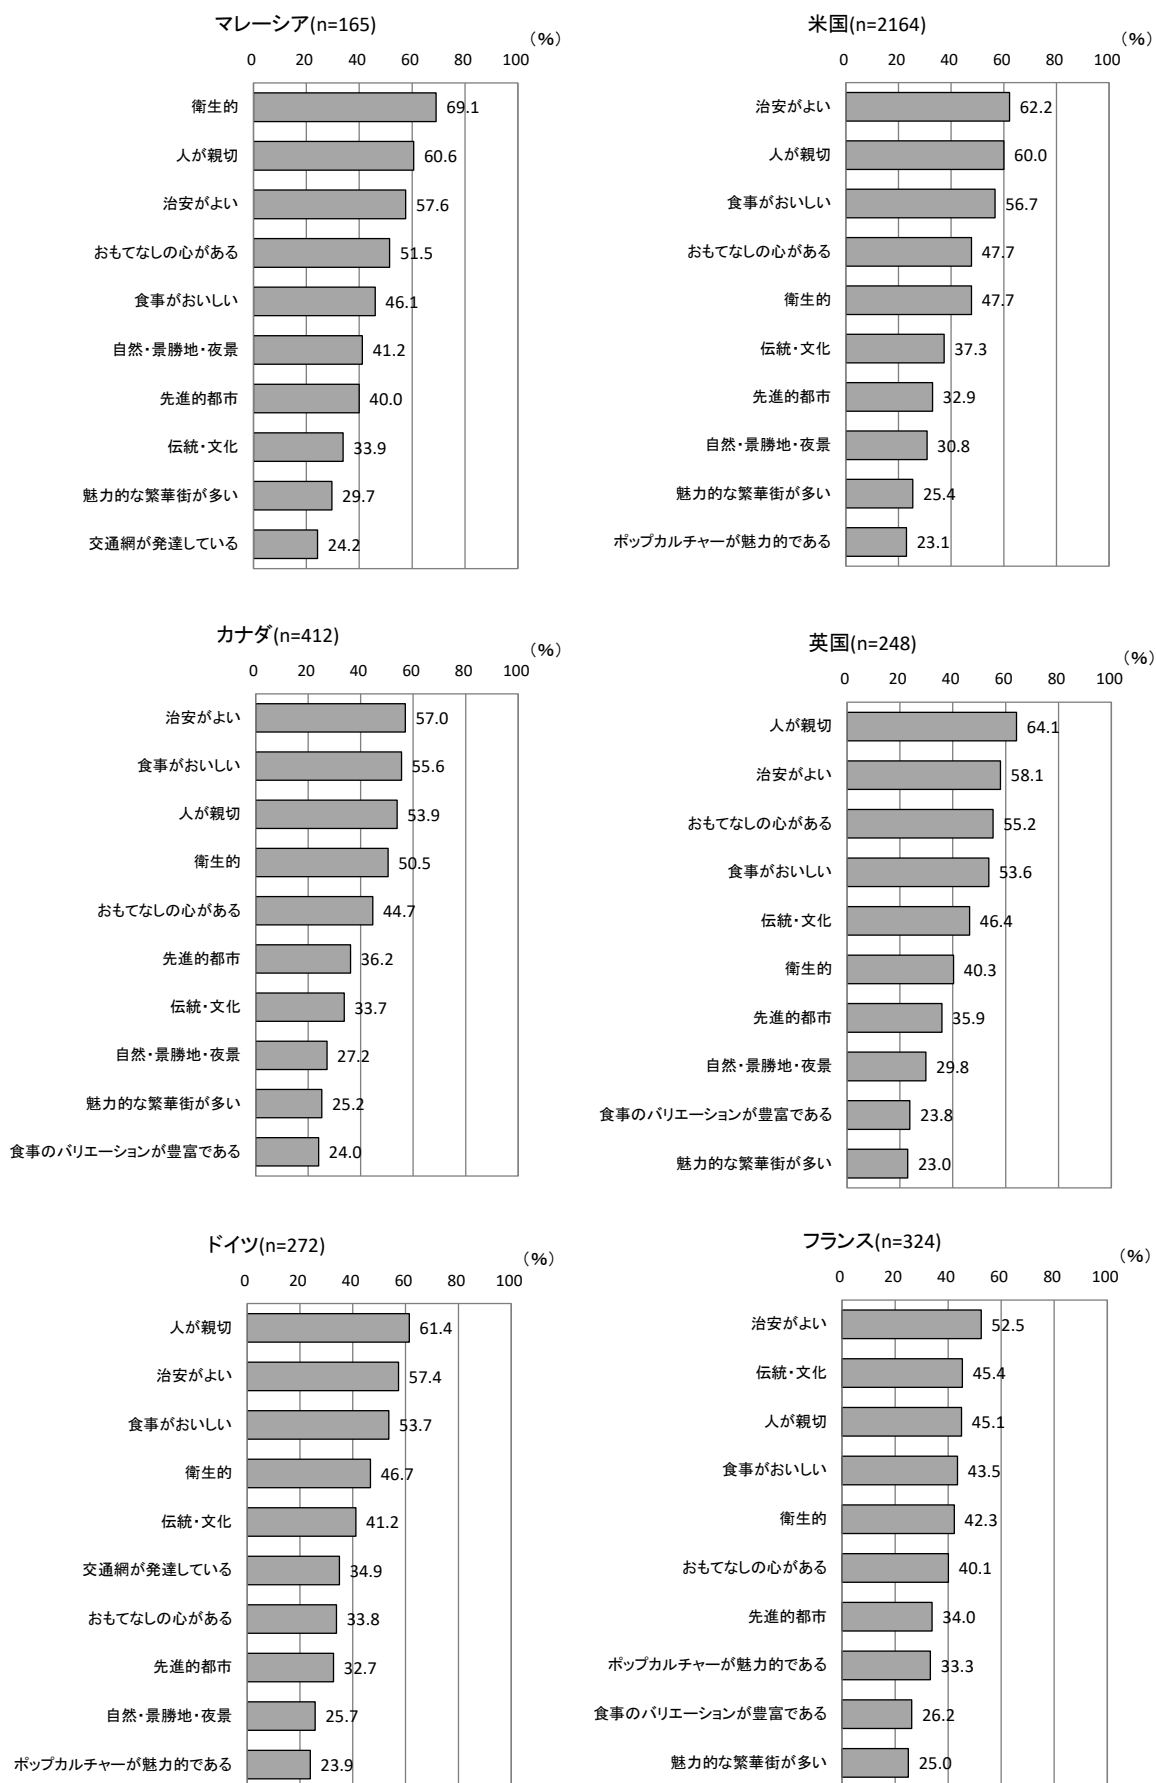 マレーシア(n=165)
（％）
0 20 40 60 80 100
衛生的 69.1
人が親切 60.6
治安がよい 57.6
おもてなしの心がある 51.5
食事がおいしい 46.1
自然・景勝地・夜景 41.2
先進的都市 40.0
伝統・文化 33.9
魅力的な繁華街が多い 29.7
交通網が発達している 24.2
米国(n=2164)
（％）
0 20 40 60 80 100
治安がよい 62.2
人が親切 60.0
食事がおいしい 56.7
おもてなしの心がある 47.7
衛生的 47.7
伝統・文化 37.3
先進的都市 32.9
自然・景勝地・夜景 30.8
魅力的な繁華街が多い 25.4
ポップカルチャーが魅力的である 23.1
カナダ(n=412)
（％）
0 20 40 60 80 100
治安がよい 57.0
食事がおいしい 55.6
人が親切 53.9
衛生的 50.5
おもてなしの心がある 44.7
先進的都市 36.2
伝統・文化 33.7
自然・景勝地・夜景 27.2
魅力的な繁華街が多い 25.2
食事のバリエーションが豊富である 24.0
英国(n=248)
（％）
0 20 40 60 80 100
人が親切 64.1
治安がよい 58.1
おもてなしの心がある 55.2
食事がおいしい 53.6
伝統・文化 46.4
衛生的 40.3
先進的都市 35.9
自然・景勝地・夜景 29.8
食事のバリエーションが豊富である 23.8
魅力的な繁華街が多い 23.0
ドイツ(n=272)
（％）
0 20 40 60 80 100
人が親切 61.4
治安がよい 57.4
食事がおいしい 53.7
衛生的 46.7
伝統・文化 41.2
交通網が発達している 34.9
おもてなしの心がある 33.8
先進的都市 32.7
自然・景勝地・夜景 25.7
ポップカルチャーが魅力的である 23.9
フランス(n=324)
（％）
0 20 40 60 80 100
治安がよい 52.5
伝統・文化 45.4
人が親切 45.1
食事がおいしい 43.5
衛生的 42.3
おもてなしの心がある 40.1
先進的都市 34.0
ポップカルチャーが魅力的である 33.3
食事のバリエーションが豊富である 26.2
魅力的な繁華街が多い 25.0